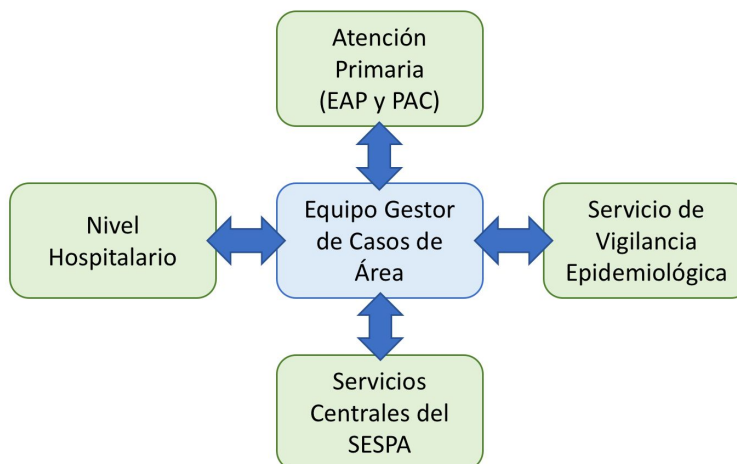 Atención
Primaria
(EAP y PAC)
Nivel
Hospitalario
Equipo Gestor
de Casos de
Área
Servicio de
Vigilancia
Epidemiológica
Servicios
Centrales del
SESPA